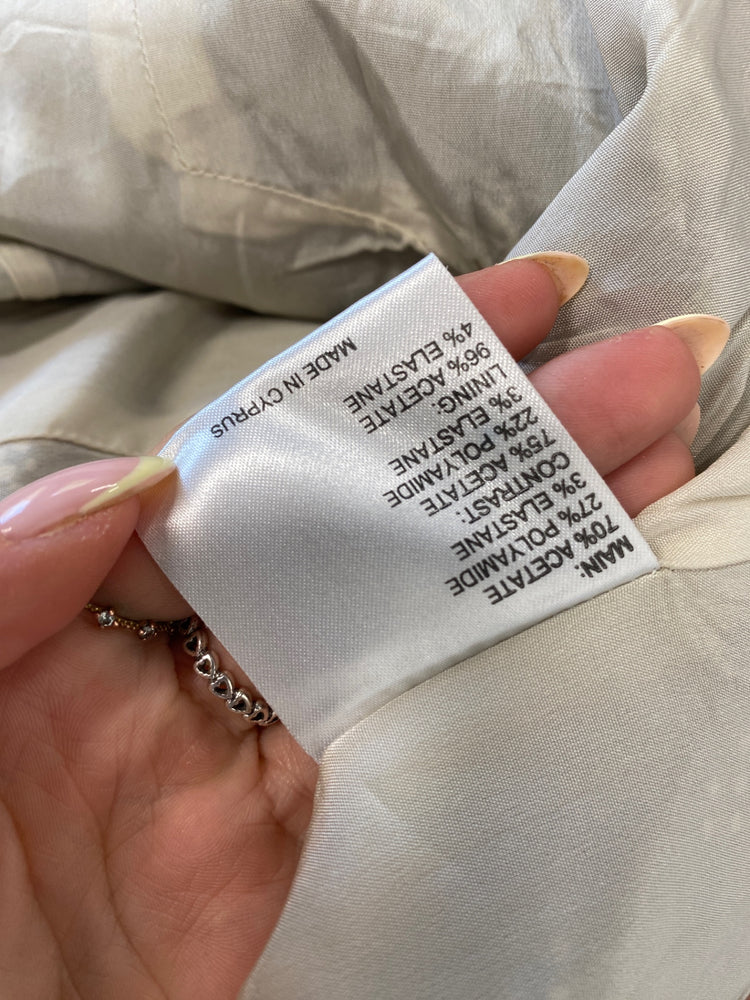 MAIN:
70% ACETATE
27% POLYAMIDE
3% ELASTANE
CONTRAST:
75% ACETATE
22% POLYAMIDE
3% ELASTANE
LINING:
96% ACETATE
4% ELASTANE
MADE IN CYPRUS